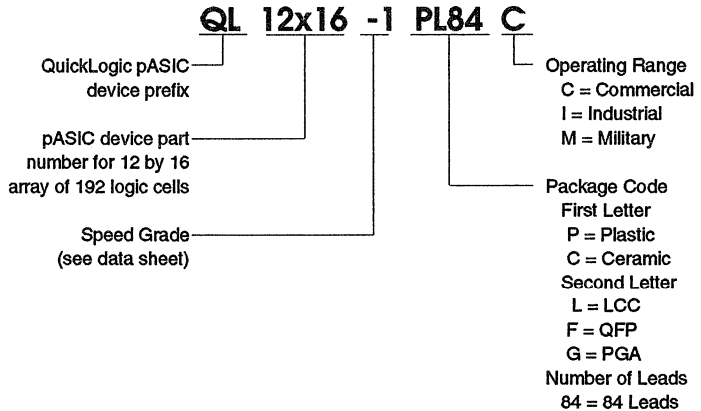 QL 12x16 -1 PL84 C
QuickLogic pASIC
device prefix
pASIC device part
number for 12 by 16
array of 192 logic cells
Speed Grade
(see data sheet)
Operating Range
C = Commercial
I = Industrial
M = Military
Package Code
First Letter
P = Plastic
C = Ceramic
Second Letter
L = LCC
F = QFP
G = PGA
Number of Leads
84 = 84 Leads